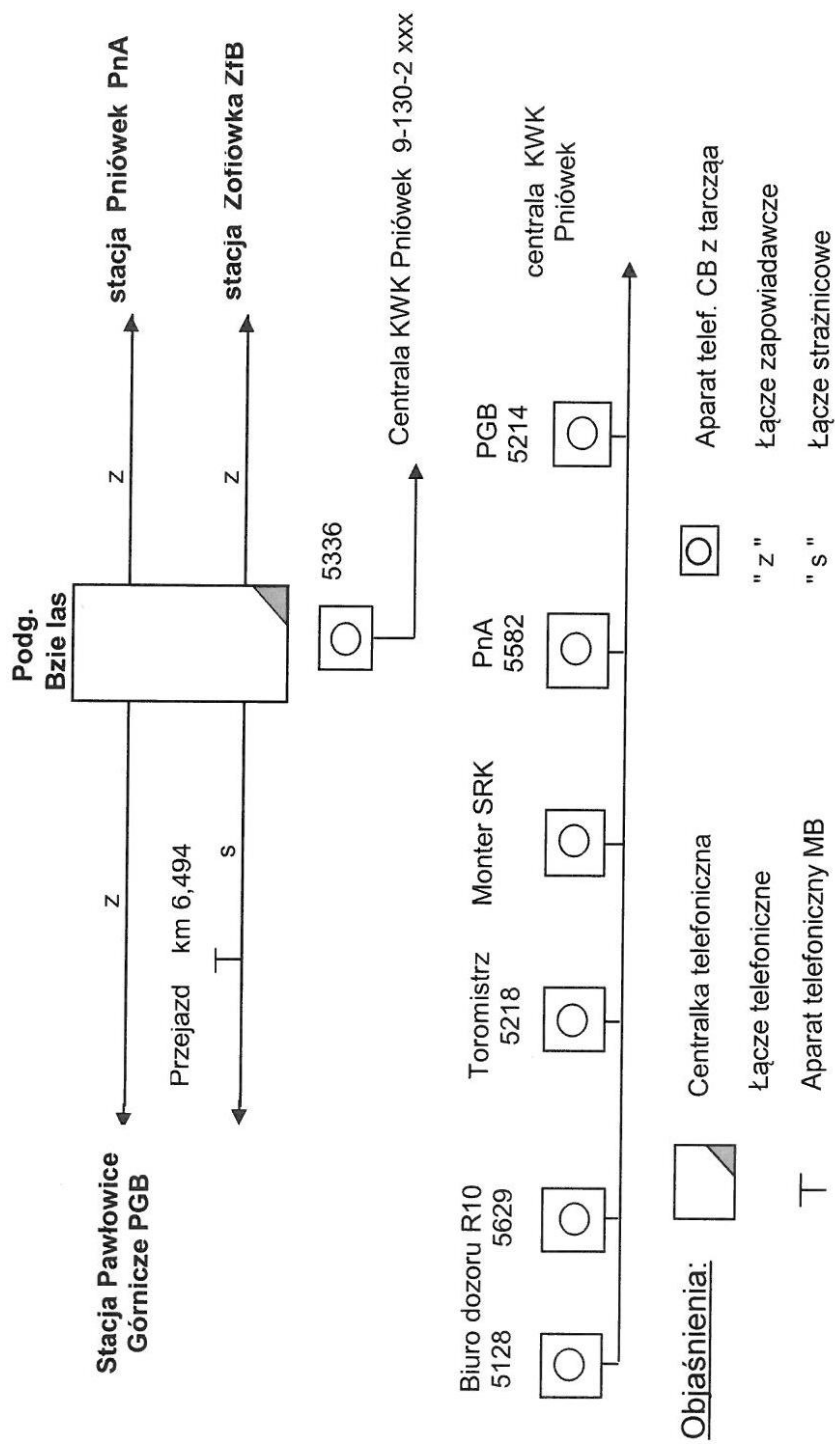 Podg.
Bzie las
Stacja Pawłowice
Górnicze PGB
z
z
stacja Pniówek PnA
Przejazd km 6,494
s
z
stacja Zofiówka ZfB
5336
Centrala KWK Pniówek 9-130-2 xxx
Biuro dozoru R10
5128 5629
Toromistrz
5218
Monter SRK
PnA
5582
PGB
5214
centrala KWK
Pniówek
Objaśnienia:
Centralka telefoniczna
Łącze telefoniczne
Aparat telefoniczny MB
Aparat telef. CB z tarczą
" z " Łącze zapowiadawcze
" s " Łącze strażnicowe